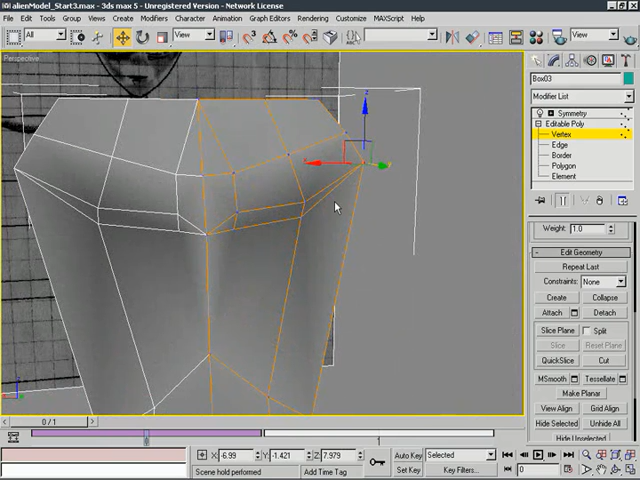 alienModel_Start3.max - 3ds max 5 - Unregistered Version - Network License
File Edit Tools Group Views Create Modifiers Character Animation Graph Editors Rendering Customize MAXScript Help
All View View
Perspective
z
Box03
Modifier List
Symmetry
Editable Poly
Vertex
Edge
Border
Polygon
Element
Weight: 1.0
Edit Geometry
Repeat Last
Constraints: None
Create Collapse
Attach Detach
Slice Plane Split
Slice Reset Plane
QuickSlice Cut
MSmooth Tessellate
Make Planar
View Align Grid Align
Hide Selected Unhide All
Hide Unselected
0 / 1
0 1
X: -6.99 Y: -1.421 Z: 7.979 Auto Key Selected
Scene hold performed Add Time Tag Set Key Key Filters... 0